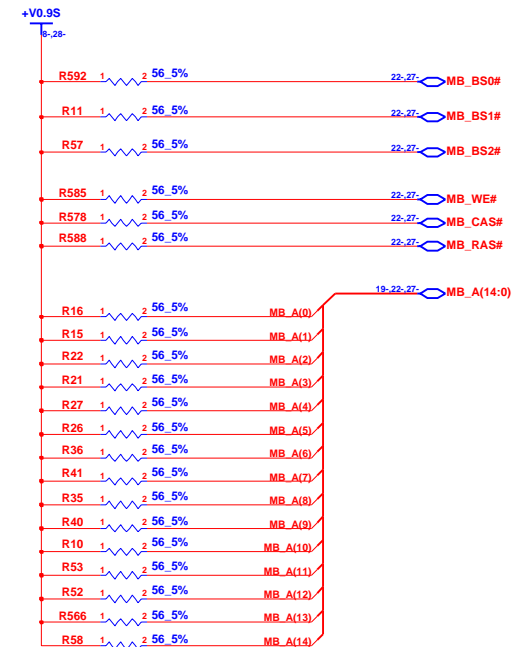 +V0.9S
8-,28-
R592 1 2 56_5% 22-,27- MB_BS0#
R11 1 2 56_5% 22-,27- MB_BS1#
R57 1 2 56_5% 22-,27- MB_BS2#
R585 1 2 56_5% 22-,27- MB_WE#
R578 1 2 56_5% 22-,27- MB_CAS#
R588 1 2 56_5% 22-,27- MB_RAS#
19-,22-,27- MB_A(14:0)
R16 1 2 56_5% MB_A(0)
R15 1 2 56_5% MB_A(1)
R22 1 2 56_5% MB_A(2)
R21 1 2 56_5% MB_A(3)
R27 1 2 56_5% MB_A(4)
R26 1 2 56_5% MB_A(5)
R36 1 2 56_5% MB_A(6)
R41 1 2 56_5% MB_A(7)
R35 1 2 56_5% MB_A(8)
R40 1 2 56_5% MB_A(9)
R10 1 2 56_5% MB_A(10)
R53 1 2 56_5% MB_A(11)
R52 1 2 56_5% MB_A(12)
R566 1 2 56_5% MB_A(13)
R58 1 2 56_5% MB_A(14)